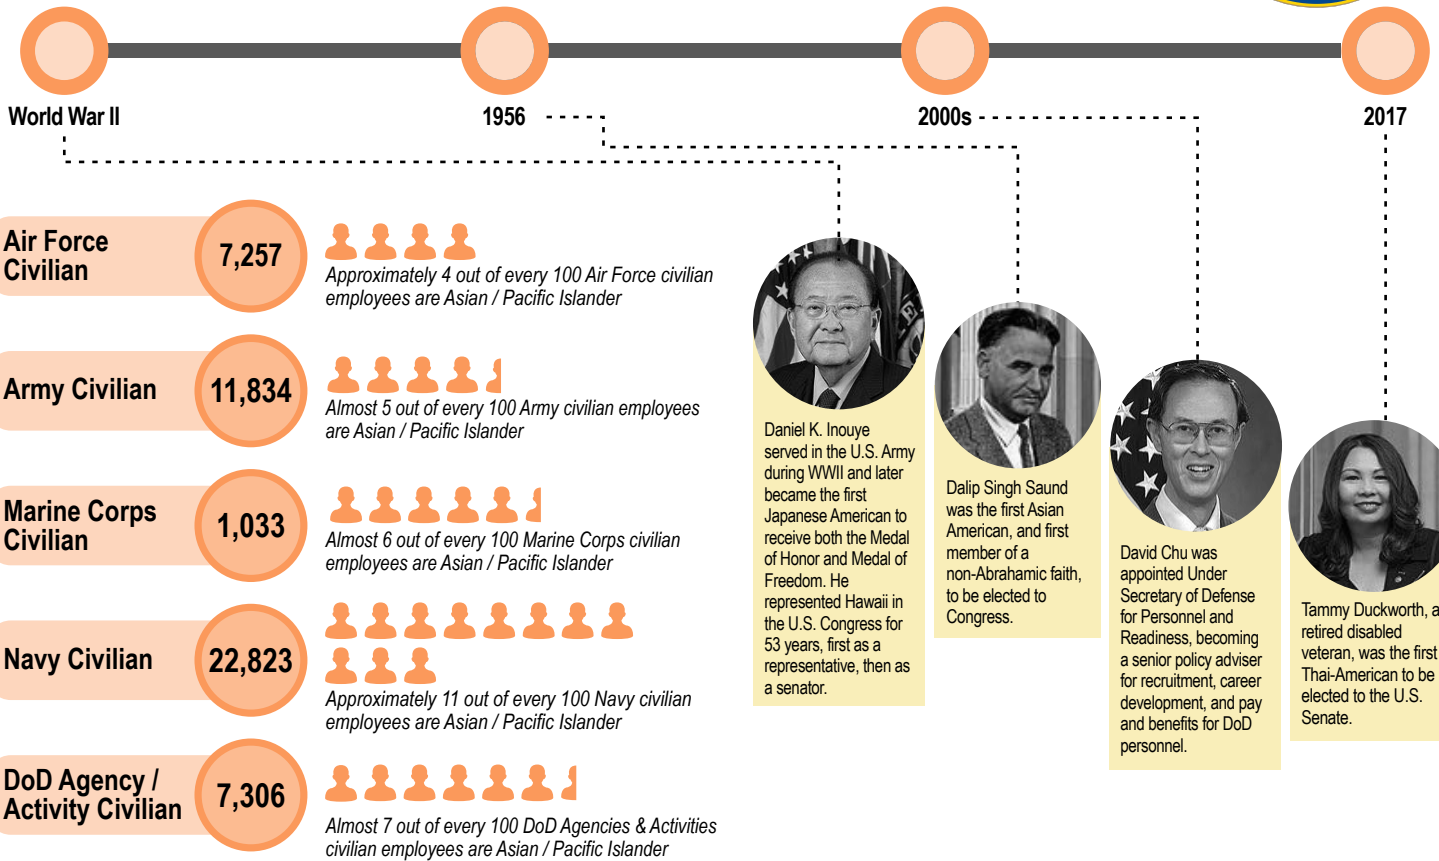 World War II
1956
2000s
2017
Air Force
Civilian
7,257
Approximately 4 out of every 100 Air Force civilian
employees are Asian / Pacific Islander
Army Civilian
11,834
Almost 5 out of every 100 Army civilian employees
are Asian / Pacific Islander
Marine Corps
Civilian
1,033
Almost 6 out of every 100 Marine Corps civilian
employees are Asian / Pacific Islander
Navy Civilian
22,823
Approximately 11 out of every 100 Navy civilian
employees are Asian / Pacific Islander
DoD Agency /
Activity Civilian
7,306
Almost 7 out of every 100 DoD Agencies & Activities
civilian employees are Asian / Pacific Islander
Daniel K. Inouye
served in the U.S. Army
during WWII and later
became the first
Japanese American to
receive both the Medal
of Honor and Medal of
Freedom. He
represented Hawaii in
the U.S. Congress for
53 years, first as a
representative, then as
a senator.
Dalip Singh Saund
was the first Asian
American, and first
member of a
non-Abrahamic faith,
to be elected to
Congress.
David Chu was
appointed Under
Secretary of Defense
for Personnel and
Readiness, becoming
a senior policy adviser
for recruitment, career
development, and pay
and benefits for DoD
personnel.
Tammy Duckworth, a
retired disabled
veteran, was the first
Thai-American to be
elected to the U.S.
Senate.